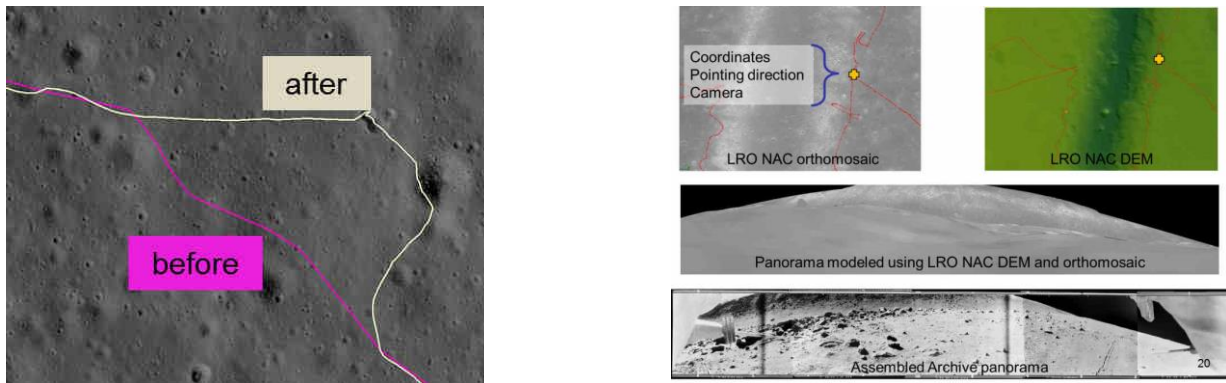 after
before
Coordinates
Pointing direction
Camera
LRO NAC orthomosaic
LRO NAC DEM
Panorama modeled using LRO NAC DEM and orthomosaic
Assembled Archive panorama
20